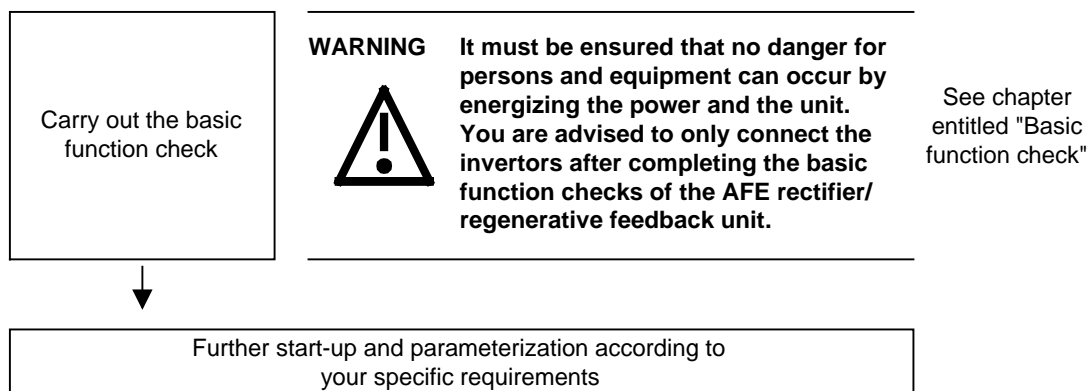 Carry out the basic
function check
WARNING
It must be ensured that no danger for
persons and equipment can occur by
energizing the power and the unit.
You are advised to only connect the
invertors after completing the basic
function checks of the AFE rectifier/
regenerative feedback unit.
See chapter
entitled "Basic
function check"
Further start-up and parameterization according to
your specific requirements